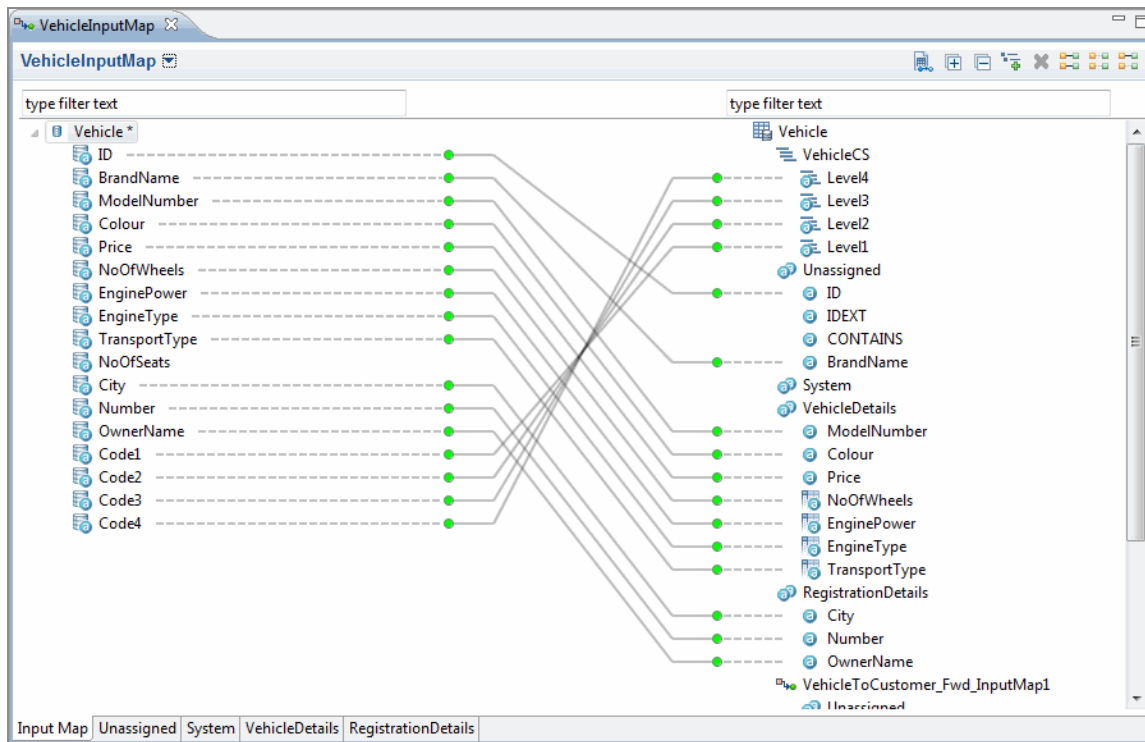 VehicleInputMap
VehicleInputMap
type filter text
type filter text
Vehicle *
ID
BrandName
ModelNumber
Colour
Price
NoOfWheels
EnginePower
EngineType
TransportType
NoOfSeats
City
Number
OwnerName
Code1
Code2
Code3
Code4
Vehicle
VehicleCS
Level4
Level3
Level2
Level1
Unassigned
ID
IDEXT
CONTAINS
BrandName
System
VehicleDetails
ModelNumber
Colour
Price
NoOfWheels
EnginePower
EngineType
TransportType
RegistrationDetails
City
Number
OwnerName
VehicleToCustomer_Fwd_InputMap1
Unassigned
Input Map Unassigned System VehicleDetails RegistrationDetails